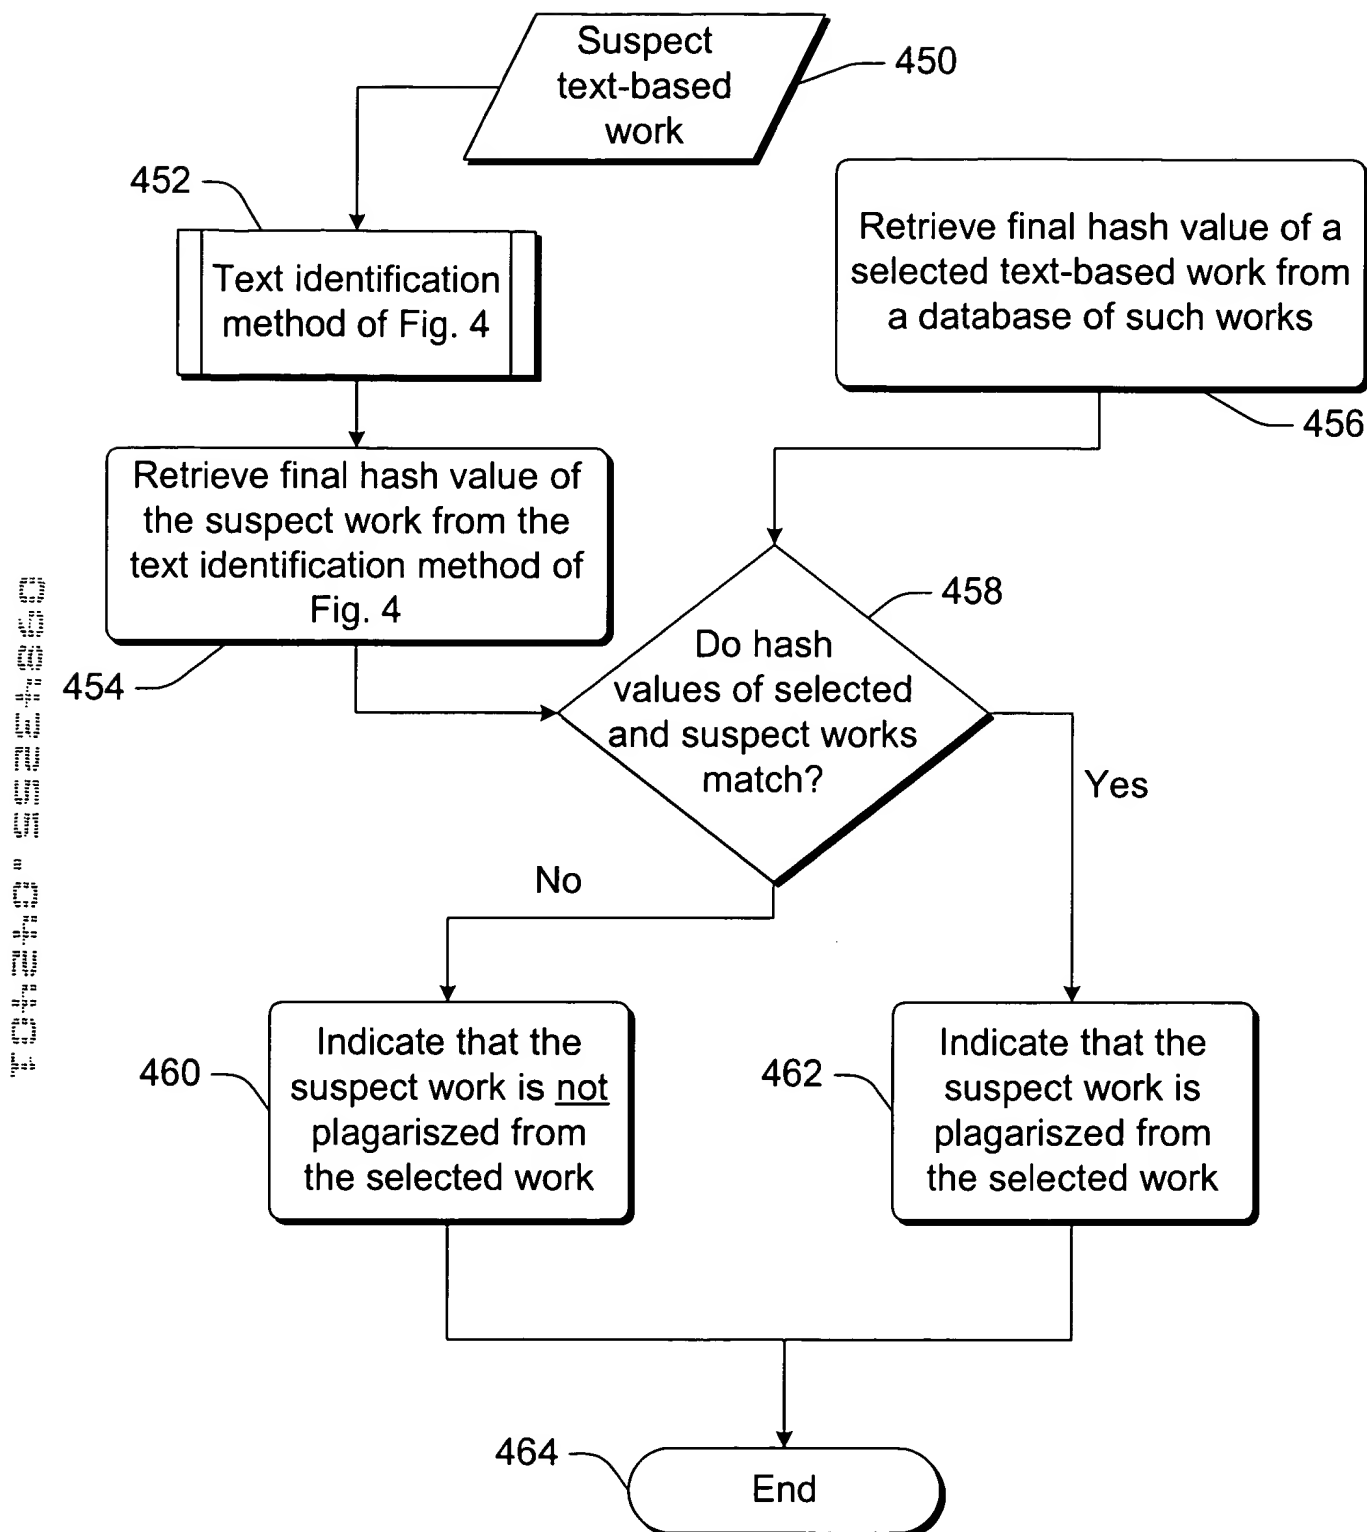 Suspect
text-based
work
450
452
Text identification
method of Fig. 4
Retrieve final hash value of a
selected text-based work from
a database of such works
456
Retrieve final hash value of
the suspect work from the
text identification method of
Fig. 4
454
458
Do hash
values of selected
and suspect works
match?
Yes
No
Indicate that the
suspect work is not
plagariszed from
the selected work
460
Indicate that the
suspect work is
plagariszed from
the selected work
462
464
End
09843255.042401